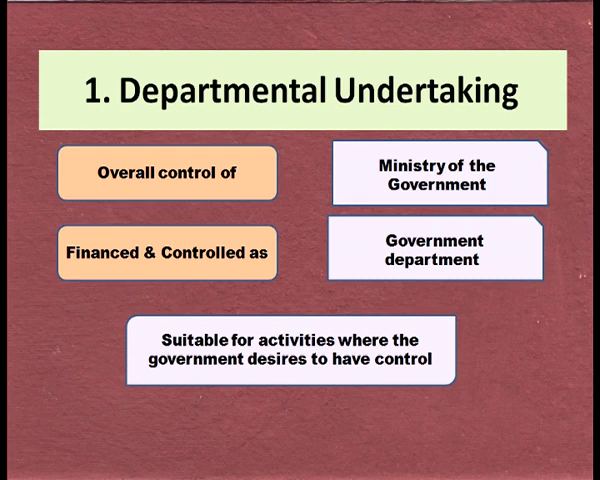 1. Departmental Undertaking
Overall control of
Ministry of the
Government
Financed & Controlled as
Government
department
Suitable for activities where the
government desires to have control